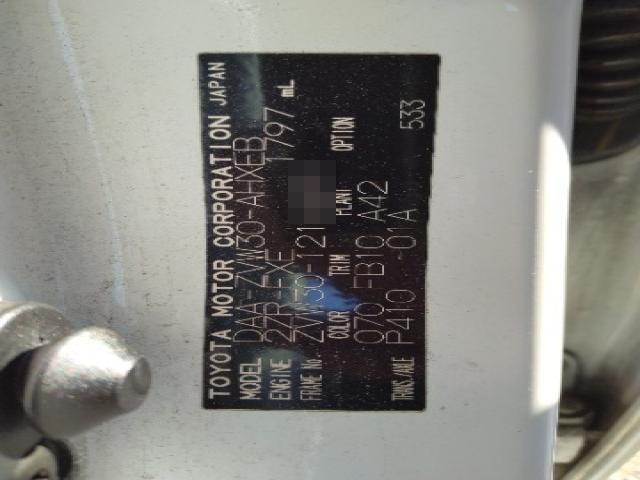 TOYOTA MOTOR CORPORATION JAPAN
MODEL DAA-ZVW30-AHXEB
ENGINE 2ZR-FXE 1797 mL
FRAME No. ZVW30-121
COLOR TRIM PLANT OPTION
070 FB10 A42
TRANS./AXLE P410 -01A 533